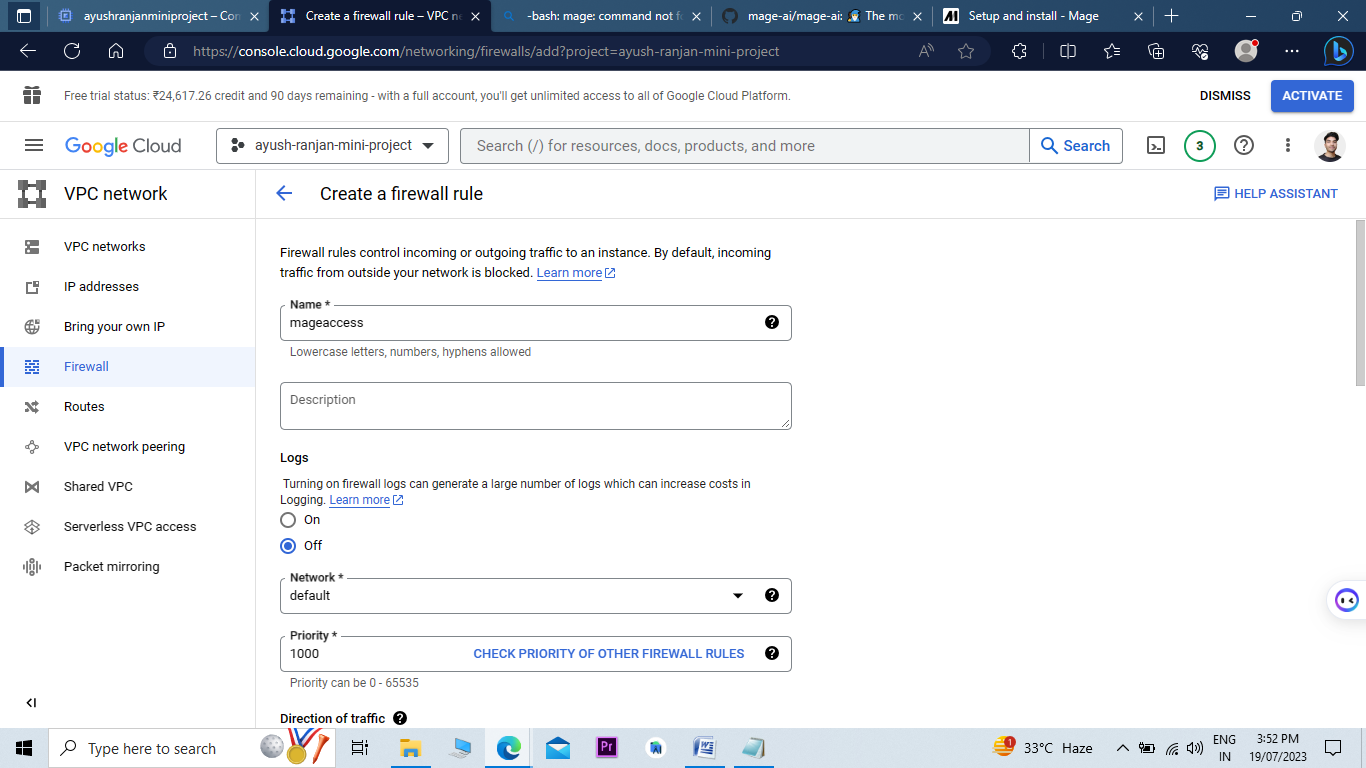 ayushranjanminiproject – Con
Create a firewall rule – VPC ne
-bash: mage: command not fo
mage-ai/mage-ai: 🧙 The mo
Setup and install - Mage
https://console.cloud.google.com/networking/firewalls/add?project=ayush-ranjan-mini-project
Free trial status: ₹24,617.26 credit and 90 days remaining - with a full account, you'll get unlimited access to all of Google Cloud Platform.
DISMISS
ACTIVATE
Google Cloud
ayush-ranjan-mini-project
Search (/) for resources, docs, products, and more
Search
3
VPC network
Create a firewall rule
HELP ASSISTANT
VPC networks
IP addresses
Bring your own IP
Firewall
Routes
VPC network peering
Shared VPC
Serverless VPC access
Packet mirroring
Firewall rules control incoming or outgoing traffic to an instance. By default, incoming
traffic from outside your network is blocked. Learn more
Name *
mageaccess
Lowercase letters, numbers, hyphens allowed
Description
Logs
Turning on firewall logs can generate a large number of logs which can increase costs in
Logging. Learn more
On
Off
Network *
default
Priority *
1000
CHECK PRIORITY OF OTHER FIREWALL RULES
Priority can be 0 - 65535
Direction of traffic
Type here to search
Pr
1
33°C Haze
ENG
IN
3:52 PM
19/07/2023